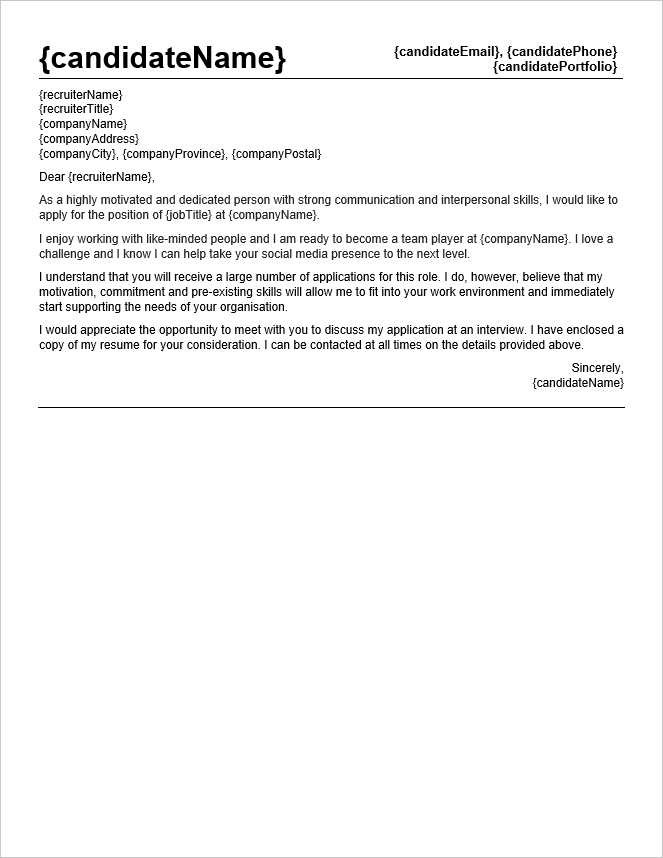 {candidateName}
{candidateEmail}, {candidatePhone}
{candidatePortfolio}
{recruiterName}
{recruiterTitle}
{companyName}
{companyAddress}
{companyCity}, {companyProvince}, {companyPostal}
Dear {recruiterName},
As a highly motivated and dedicated person with strong communication and interpersonal skills, I would like to
apply for the position of {jobTitle} at {companyName}.
I enjoy working with like-minded people and I am ready to become a team player at {companyName}. I love a
challenge and I know I can help take your social media presence to the next level.
I understand that you will receive a large number of applications for this role. I do, however, believe that my
motivation, commitment and pre-existing skills will allow me to fit into your work environment and immediately
start supporting the needs of your organisation.
I would appreciate the opportunity to meet with you to discuss my application at an interview. I have enclosed a
copy of my resume for your consideration. I can be contacted at all times on the details provided above.
Sincerely,
{candidateName}